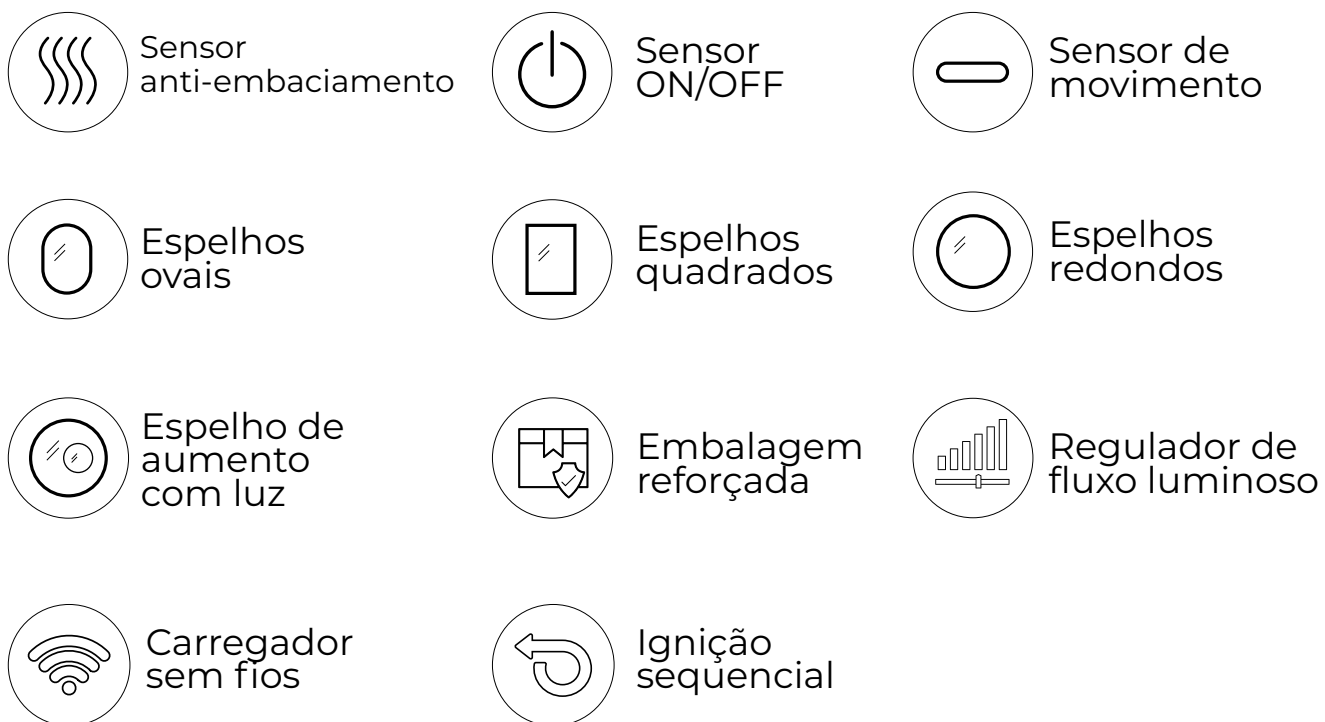 Sensor
anti-embaciamento
Sensor
ON/OFF
Sensor de
movimento
Espelhos
ovais
Espelhos
quadrados
Espelhos
redondos
Espelho de
aumento
com luz
Embalagem
reforçada
Regulador de
fluxo luminoso
Carregador
sem fios
Ignição
sequencial